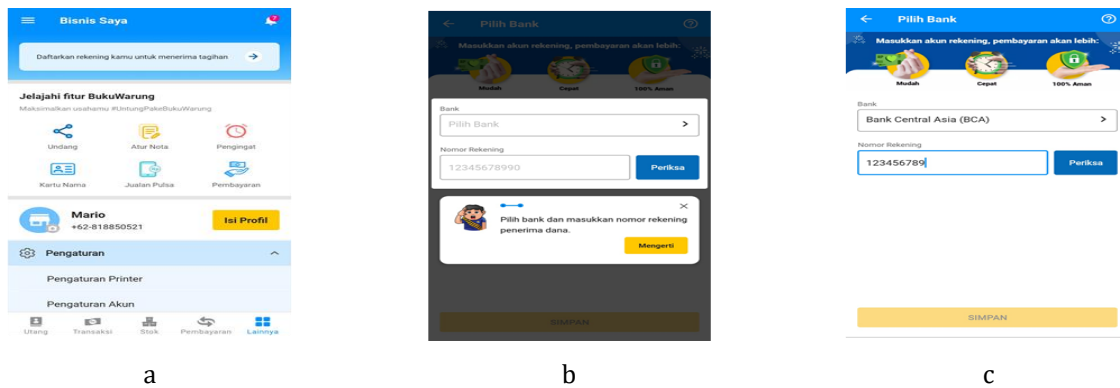 Bisnis Saya
Daftarkan rekening kamu untuk menerima tagihan
Jelajahi fitur BukuWarung
Maksimalkan usahamu #UntungPakeBukuWarung
Undang Atur Nota Pengingat
Kartu Nama Jualan Pulsa Pembayaran
Mario
+62-818850521
Isi Profil
Pengaturan
Pengaturan Printer
Pengaturan Akun
Utang Transaksi Stok Pembayaran Lainnya
a
Pilih Bank
Masukkan akun rekening, pembayaran akan lebih:
Mudah Cepat 100% Aman
Bank
Pilih Bank
Nomor Rekening
12345678990 Periksa
Pilih bank dan masukkan nomor rekening
penerima dana.
Mengerti
SIMPAN
b
Pilih Bank
Masukkan akun rekening, pembayaran akan lebih:
Mudah Cepat 100% Aman
Bank
Bank Central Asia (BCA)
Nomor Rekening
123456789 Periksa
SIMPAN
c